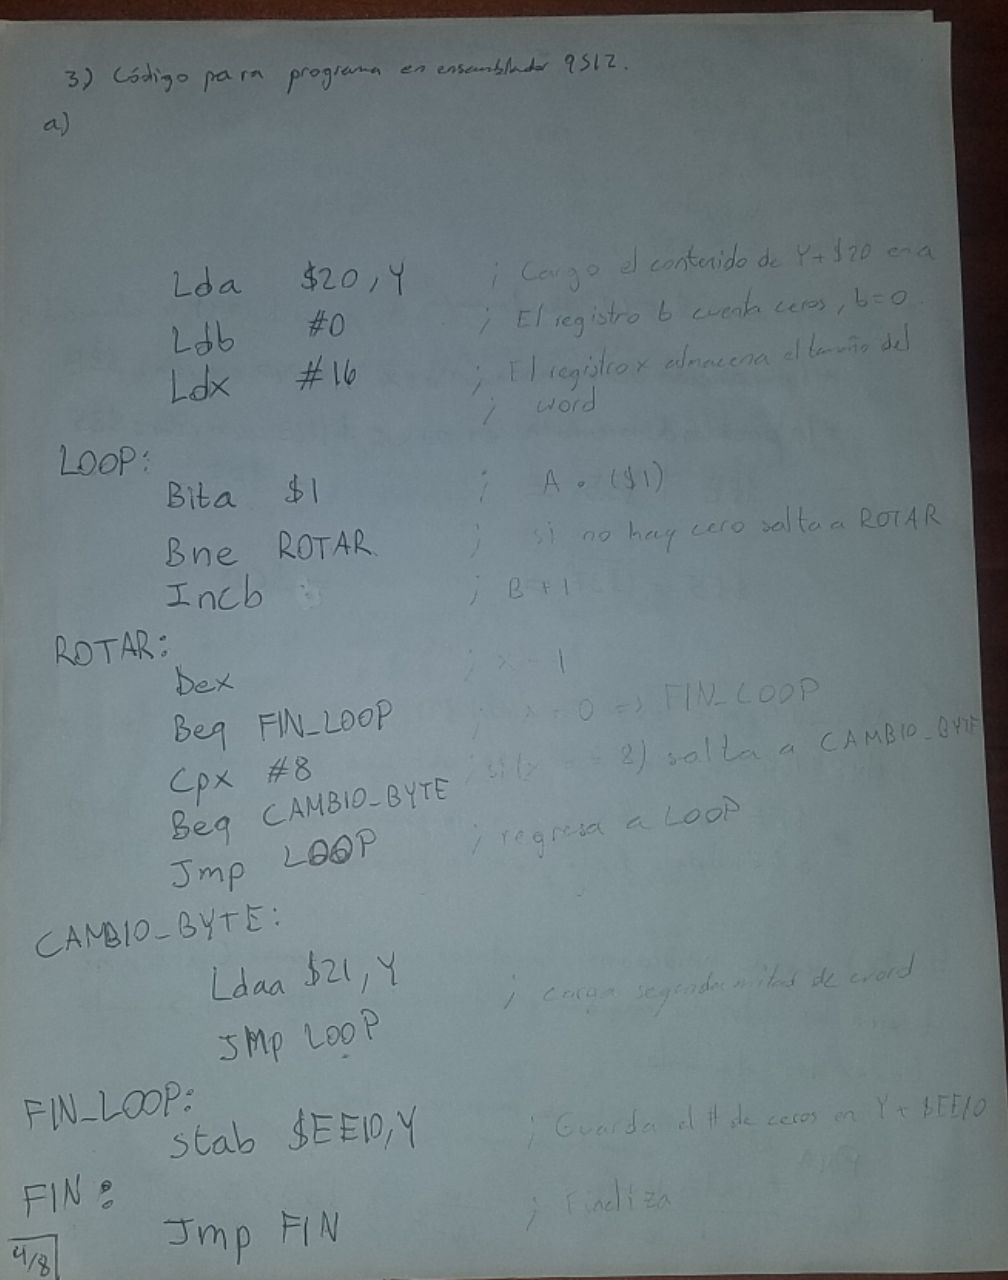 3) Código para programa en ensamblador 9S12.
a)
Lda $20,Y ; Cargo el contenido de Y+$20 en a
Ldb #0 ; El registro b cuenta ceros, b=0.
Ldx #16 ; El registro x almacena el tamaño del
; word
LOOP:
Bita $1 ; A • ($1)
Bne ROTAR ; si no hay cero salta a ROTAR
Incb ; B+1
ROTAR:
Dex ; x-1
Beq FIN_LOOP ; x=0 => FIN_LOOP
Cpx #8 ; si(x == 8) salta a CAMBIO_BYTE
Beq CAMBIO_BYTE
Jmp LOOP ; regresa a LOOP
CAMBIO_BYTE:
Ldaa $21,Y ; carga segunda mitad de word
JMp LOOP
FIN_LOOP:
stab $EE10,Y ; Guarda el # de ceros en Y+$EE10
FIN:
Jmp FIN ; Finaliza
4/8